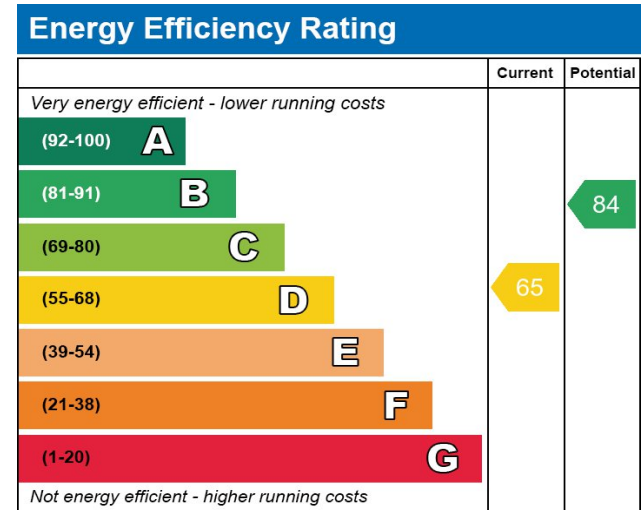 Energy Efficiency Rating
Current Potential
Very energy efficient - lower running costs
(92-100) A
(81-91) B
84
(69-80) C
(55-68) D
65
(39-54) E
(21-38) F
(1-20) G
Not energy efficient - higher running costs